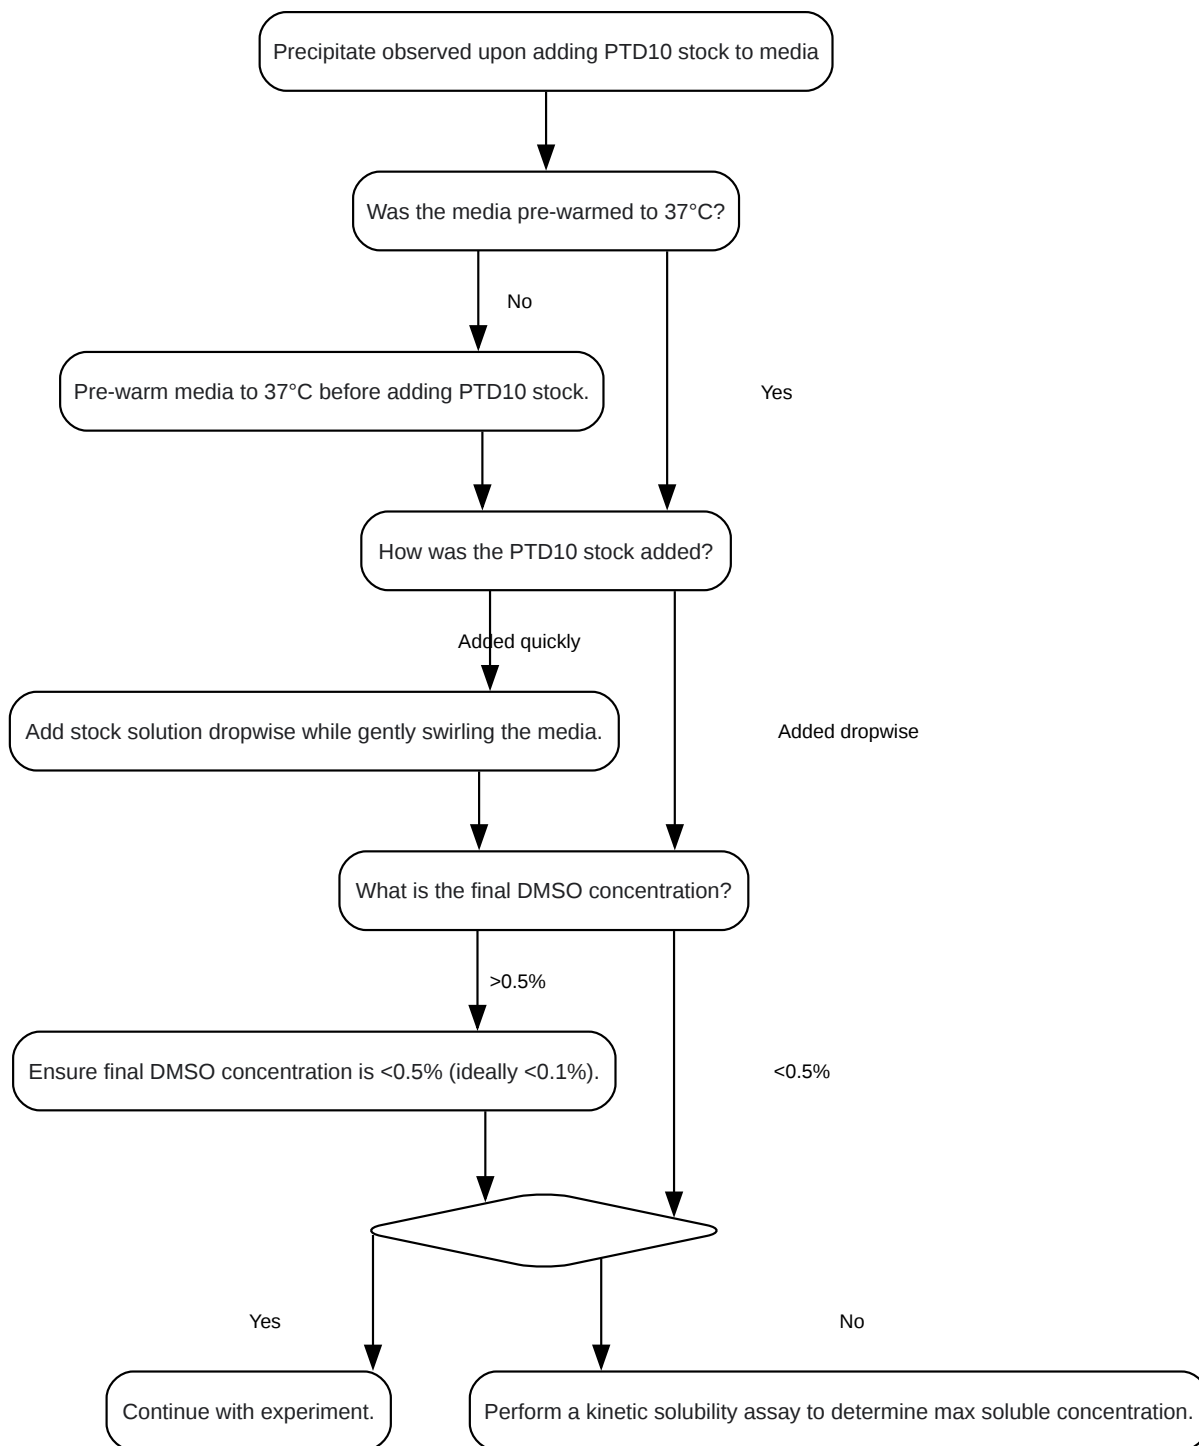 Precipitate observed upon adding PTD10 stock to media
Was the media pre-warmed to 37°C?
No
Pre-warm media to 37°C before adding PTD10 stock.
Yes
How was the PTD10 stock added?
Added quickly
Add stock solution dropwise while gently swirling the media.
Added dropwise
What is the final DMSO concentration?
>0.5%
Ensure final DMSO concentration is <0.5% (ideally <0.1%).
<0.5%
Yes
No
Continue with experiment.
Perform a kinetic solubility assay to determine max soluble concentration.